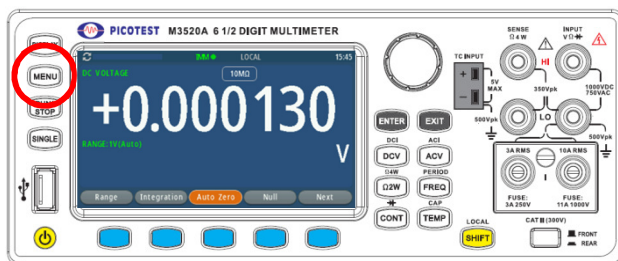 PICOTEST M3520A 6 1/2 DIGIT MULTIMETER
MENU
STOP
SINGLE
DMM LOCAL 15:45
DC VOLTAGE 10MΩ
+0.000130
RANGE:1V(Auto) V
Range Integration Auto Zero Null Next
ENTER EXIT
DCI ACI
DCV ACV
Ω4W PERIOD
Ω2W FREQ
CAP
CONT TEMP
LOCAL
SHIFT
TC INPUT
+
-
5V
MAX
SENSE
Ω 4 W
INPUT
V Ω
HI
350Vpk
1000VDC
750VAC
500Vpk
LO
500Vpk
3A RMS 10A RMS
I
FUSE:
3A 250V
FUSE:
11A 1000V
CAT II (300V)
FRONT
REAR